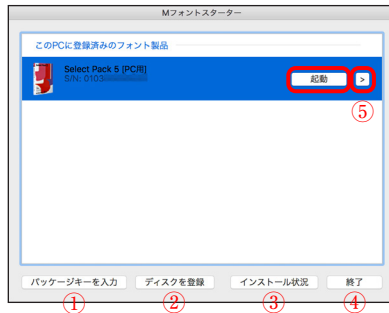 Mフォントスターター
このPCに登録済みのフォント製品
Select Pack 5 [PC用]
S/N: 0103
起動 >
⑤
パッケージキーを入力 ディスクを登録 インストール状況 終了
① ② ③ ④